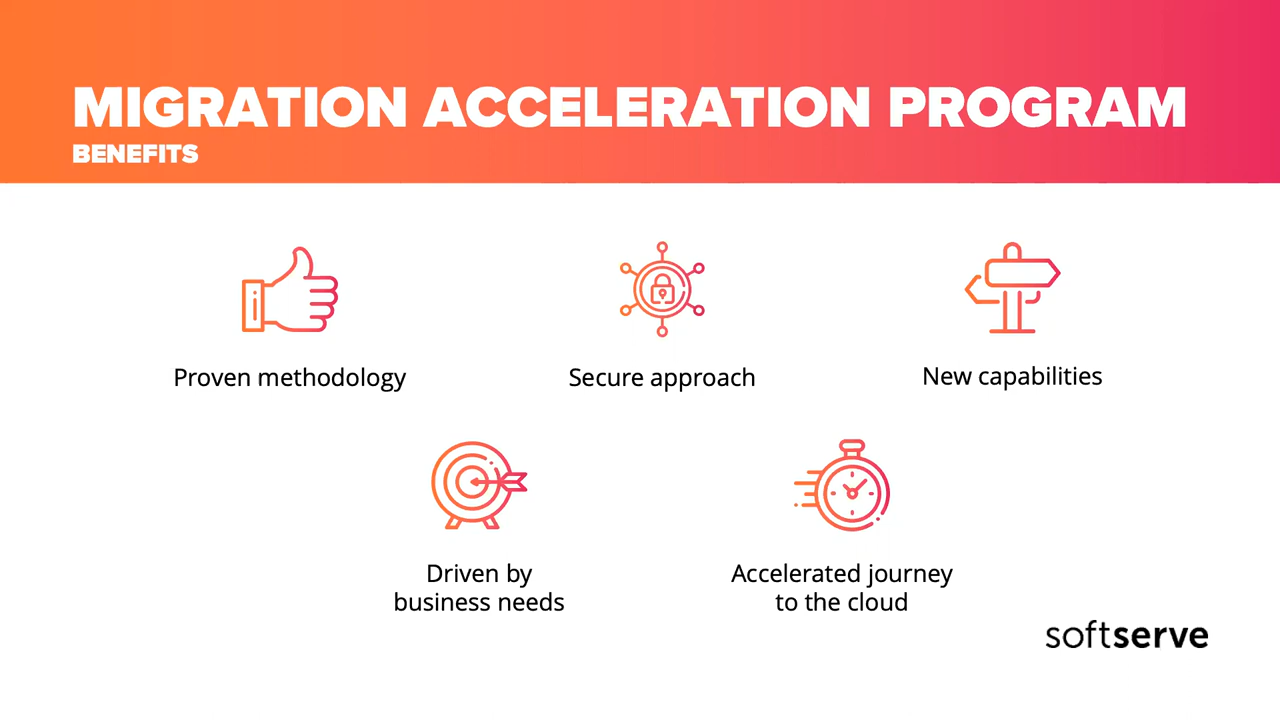 MIGRATION ACCELERATION PROGRAM
BENEFITS
Proven methodology
Secure approach
New capabilities
Driven by
business needs
Accelerated journey
to the cloud
softserve